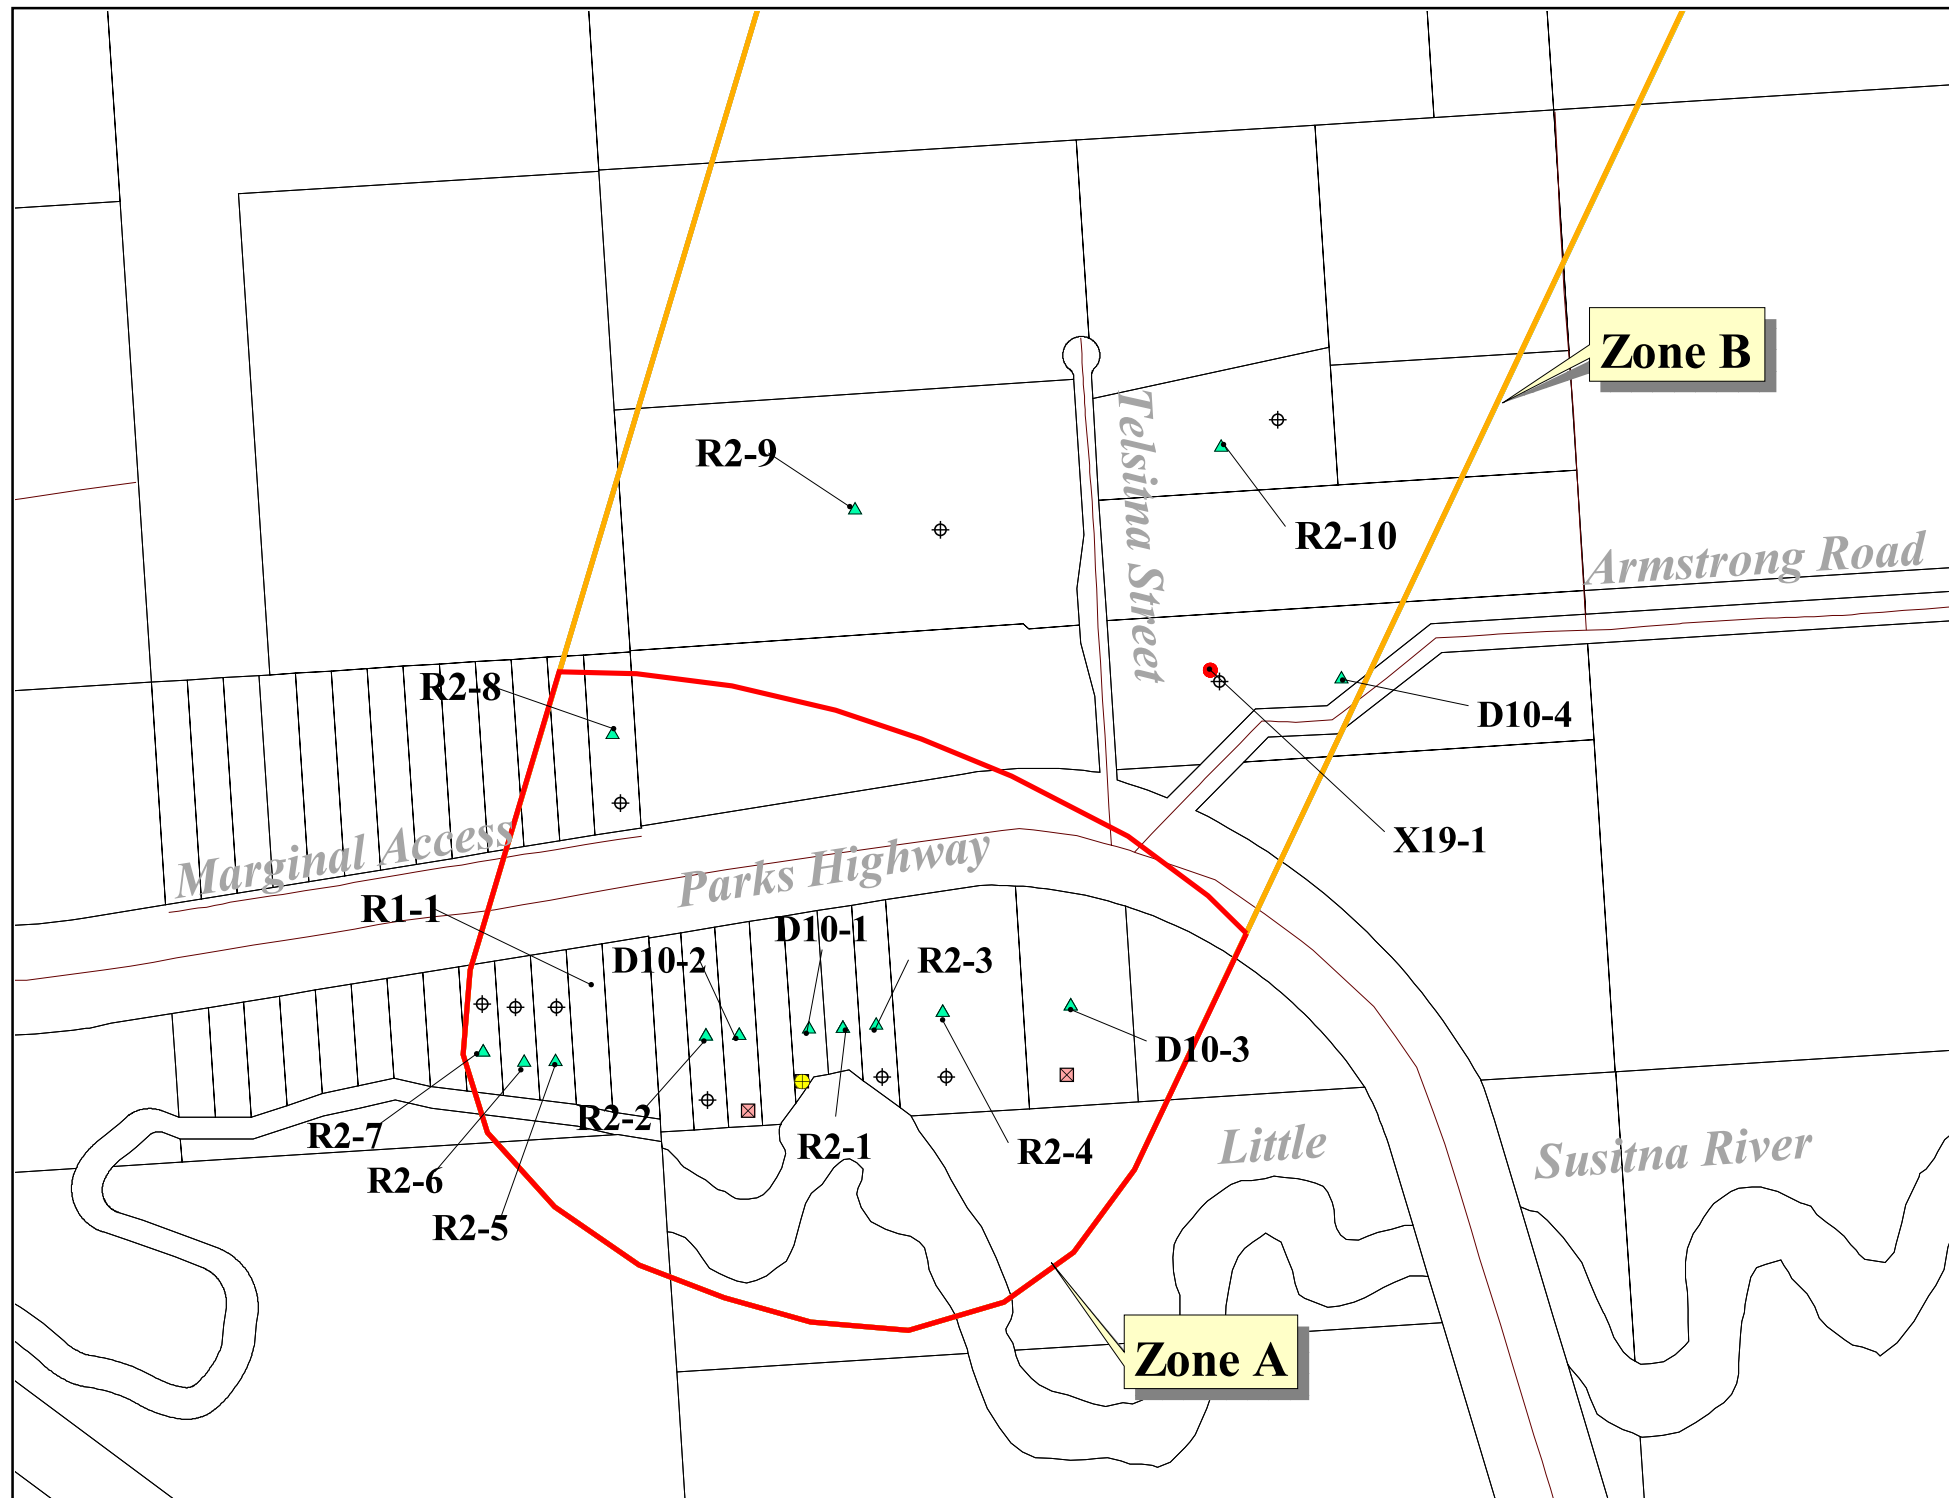 Zone B
R2-9
Telsitna Street
R2-10
Armstrong Road
R2-8
D10-4
X19-1
Marginal Access
Parks Highway
R1-1
D10-1
D10-2
R2-3
D10-3
R2-2
R2-7
R2-1
R2-4
Little
Susitna River
R2-6
R2-5
Zone A